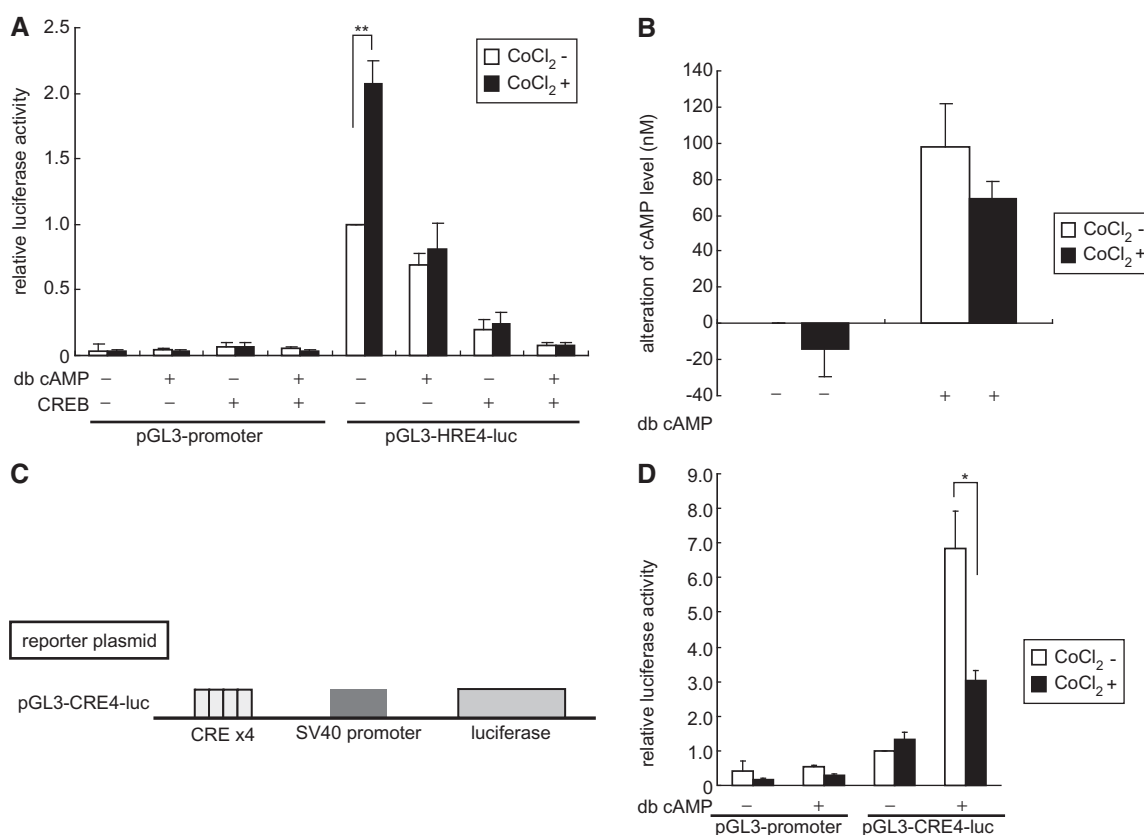 A
relative luciferase activity
2.5
2.0
1.5
1.0
0.5
0
**
CoCl2 -
CoCl2 +
db cAMP − + − + − + − +
CREB + + + +
pGL3-promoter pGL3-HRE4-luc
B
alteration of cAMP level (nM)
140
120
100
80
60
40
20
0
-20
-40
CoCl2 -
CoCl2 +
− − + +
db cAMP
C
reporter plasmid
pGL3-CRE4-luc
CRE x4 SV40 promoter luciferase
D
relative luciferase activity
9.0
8.0
7.0
6.0
5.0
4.0
3.0
2.0
1.0
0
*
CoCl2 -
CoCl2 +
db cAMP − + − +
pGL3-promoter pGL3-CRE4-luc